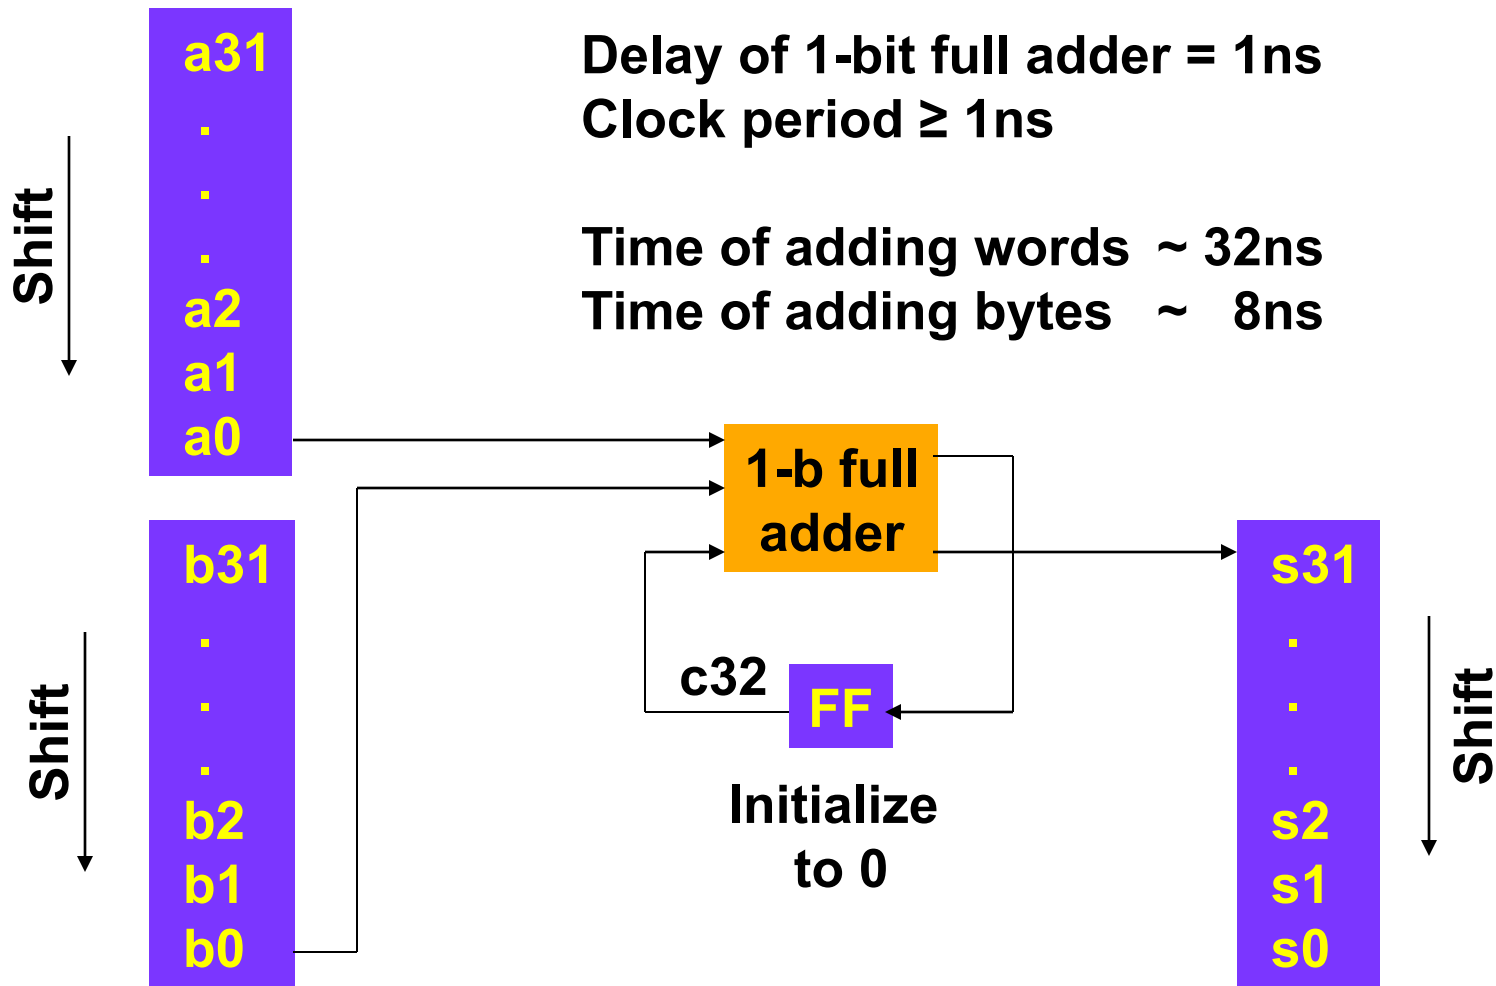 a31
.
.
.
a2
a1
a0
Shift
Delay of 1-bit full adder = 1ns
Clock period ≥ 1ns
Time of adding words ~ 32ns
Time of adding bytes ~ 8ns
1-b full
adder
b31
.
.
.
b2
b1
b0
Shift
c32
FF
Initialize
to 0
s31
.
.
.
s2
s1
s0
Shift